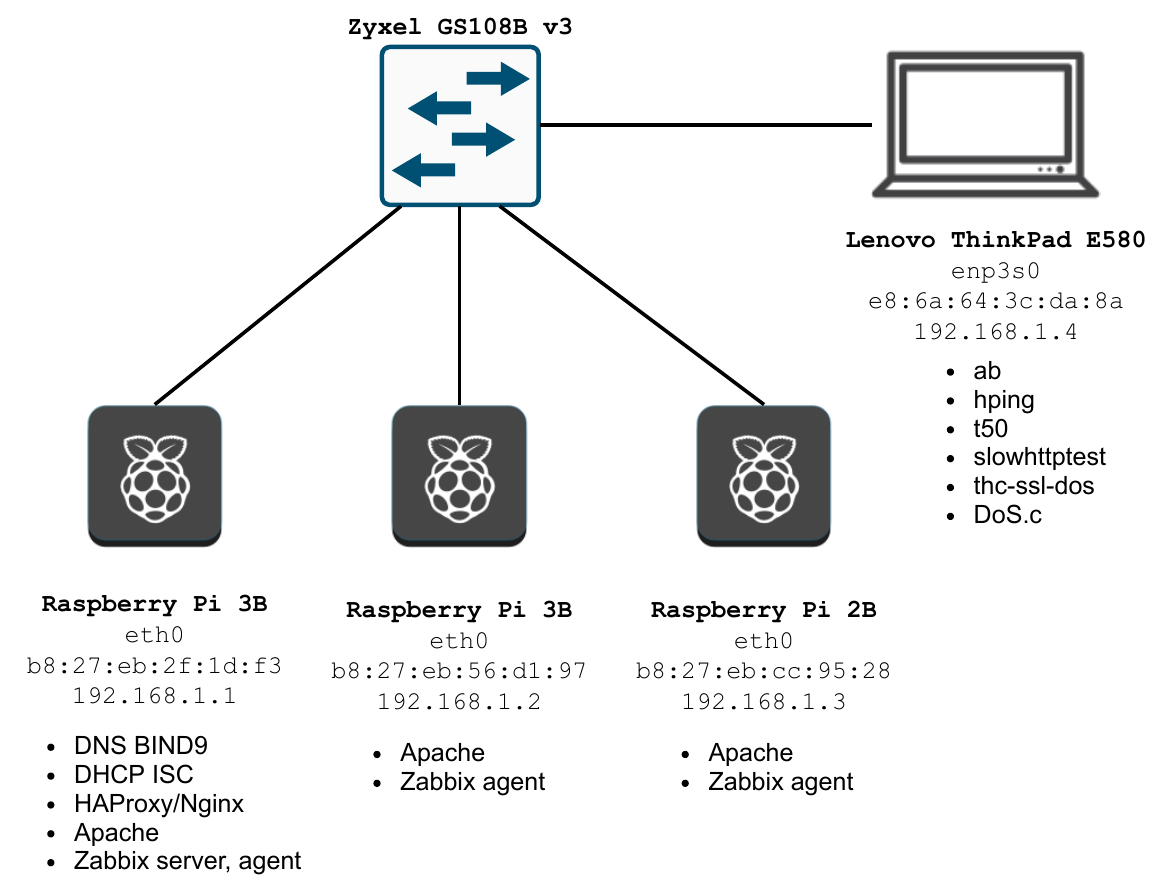 Zyxel GS108B v3
Lenovo ThinkPad E580
enp3s0
e8:6a:64:3c:da:8a
192.168.1.4
• ab
• hping
• t50
• slowhttptest
• thc-ssl-dos
• DoS.c
Raspberry Pi 3B
eth0
b8:27:eb:2f:1d:f3
192.168.1.1
• DNS BIND9
• DHCP ISC
• HAProxy/Nginx
• Apache
• Zabbix server, agent
Raspberry Pi 3B
eth0
b8:27:eb:56:d1:97
192.168.1.2
• Apache
• Zabbix agent
Raspberry Pi 2B
eth0
b8:27:eb:cc:95:28
192.168.1.3
• Apache
• Zabbix agent